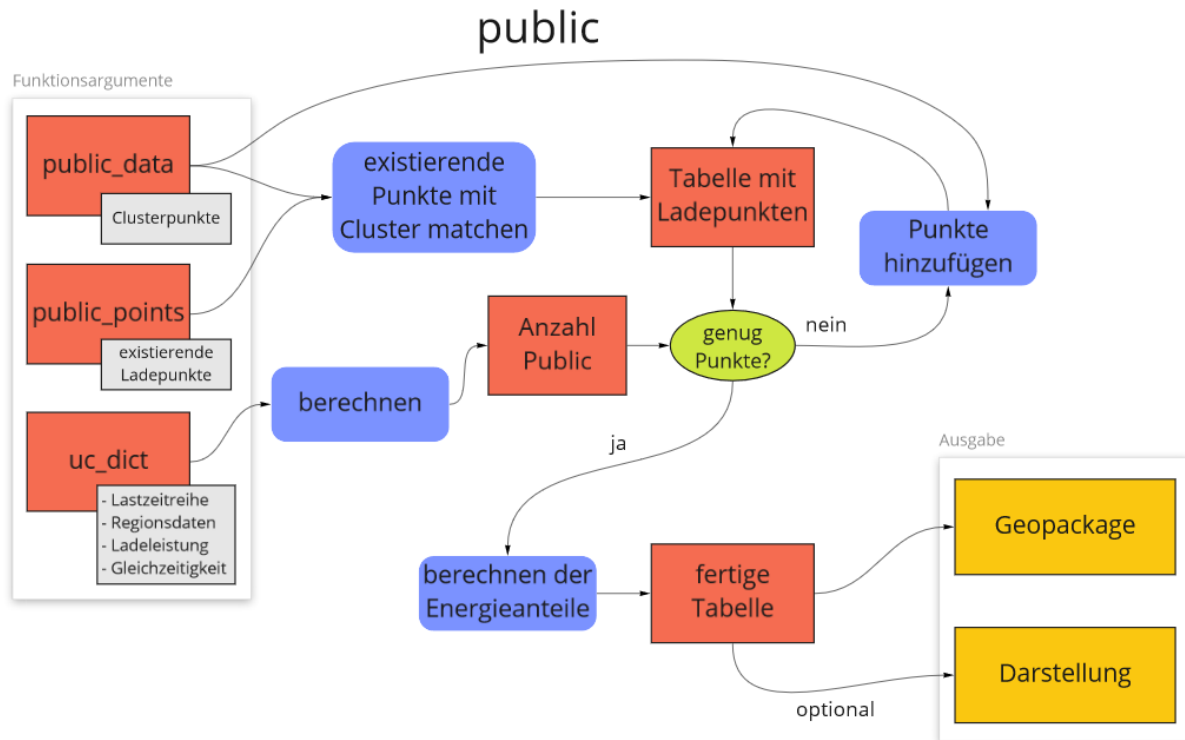 public
Funktionsargumente
public_data
Clusterpunkte
public_points
existierende
Ladepunkte
uc_dict
- Lastzeitreihe
- Regionsdaten
- Ladeleistung
- Gleichzeitigkeit
existierende
Punkte mit
Cluster matchen
Tabelle mit
Ladepunkten
Punkte
hinzufügen
berechnen
Anzahl
Public
genug
Punkte?
nein
ja
berechnen der
Energieanteile
fertige
Tabelle
optional
Ausgabe
Geopackage
Darstellung